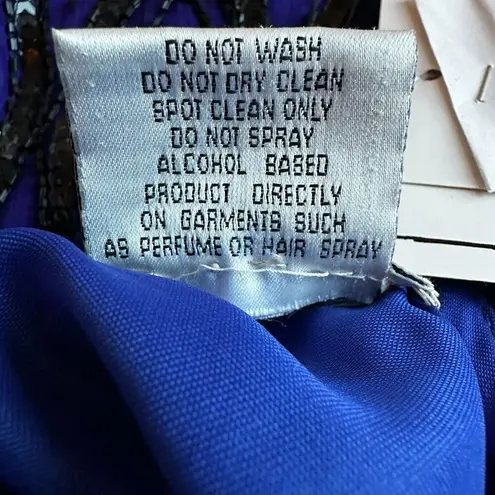 DO NOT WASH
DO NOT DRY CLEAN
SPOT CLEAN ONLY
DO NOT SPRAY
ALCOHOL BASED
PRODUCT DIRECTLY
ON GARMENTS SUCH
AS PERFUME OR HAIR SPRAY